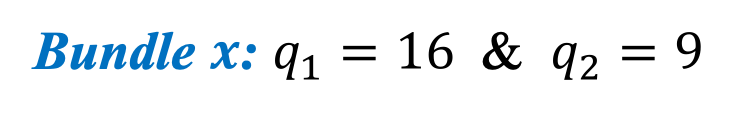 Bundle x: q₁ = 16 & q₂ = 9